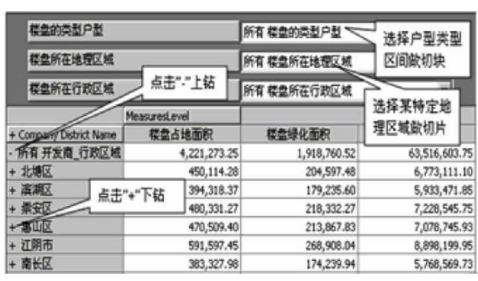 楼盘的类型户型
所有 楼盘的类型户型
选择户型类型
区间做切块
楼盘所在地理区域
所有 楼盘所在地理区域
点击"-"上钻
楼盘所在行政区域
所有 楼盘所在行政区域
选择某特定地
理区域做切片
MeasuresLevel
+ Company District Name
楼盘占地面积
楼盘绿化面积
- 所有 开发商_行政区域
4,221,273.25
1,918,760.52
63,516,603.75
+ 北塘区
450,114.28
204,597.48
6,773,111.10
点击"+"下钻
+ 滨湖区
394,318.37
179,235.60
5,933,471.85
+ 崇安区
480,331.27
218,332.27
7,228,545.75
+ 惠山区
470,509.40
213,867.83
7,078,745.93
+ 江阴市
591,597.45
268,908.04
8,898,199.95
+ 南长区
383,327.98
174,239.94
5,768,569.73